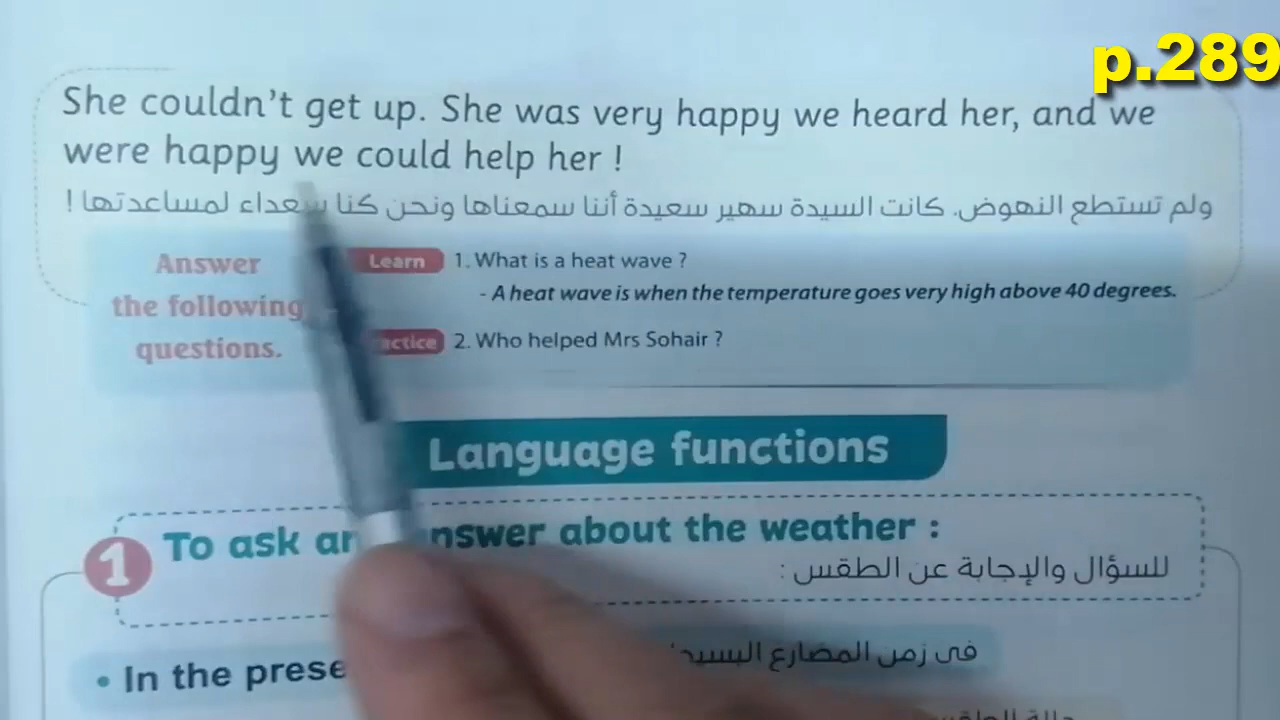 p.289
She couldn't get up. She was very happy we heard her, and we
were happy we could help her !
ولم تستطع النهوض. كانت السيدة سهير سعيدة أننا سمعناها ونحن كنا سعداء لمساعدتها !
Answer
the following
questions.
Learn 1. What is a heat wave ?
- A heat wave is when the temperature goes very high above 40 degrees.
2. Who helped Mrs Sohair ?
Language functions
1 To ask answer about the weather :
للسؤال والإجابة عن الطقس :
• In the
فى زمن المضارع